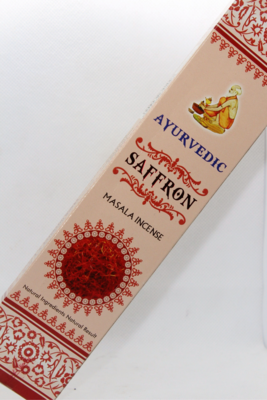 AYURVEDIC
SAFFRON
MASALA INCENSE
Natural Ingredients Natural Result